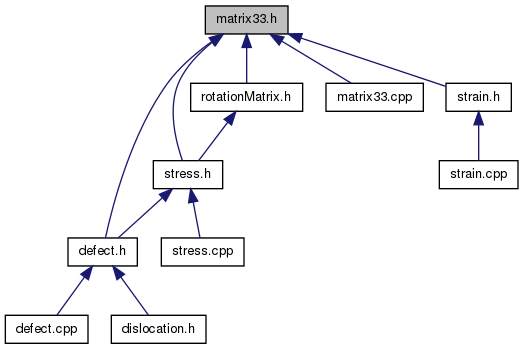 matrix33.h
rotationMatrix.h
matrix33.cpp
strain.h
stress.h
strain.cpp
defect.h
stress.cpp
defect.cpp
dislocation.h